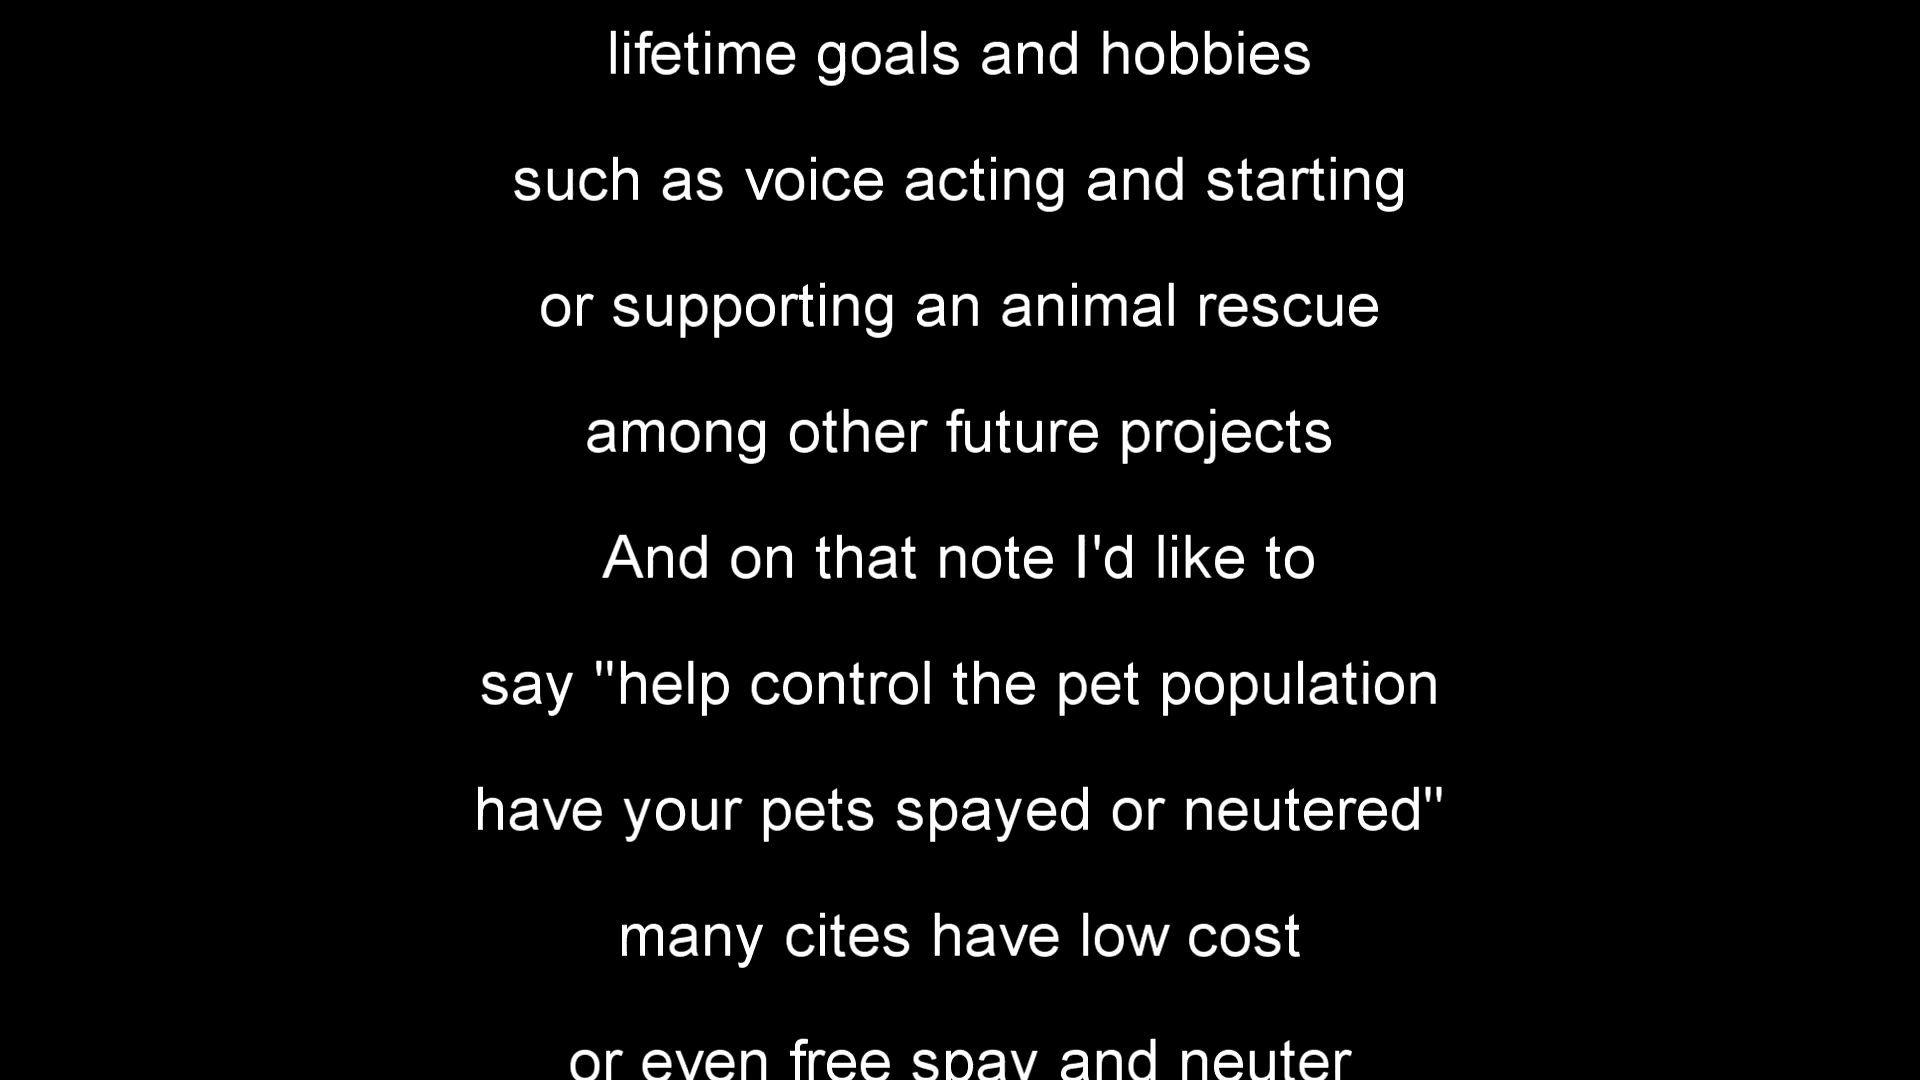 lifetime goals and hobbies
such as voice acting and starting
or supporting an animal rescue
among other future projects
And on that note I'd like to
say "help control the pet population
have your pets spayed or neutered"
many cites have low cost
or even free spay and neuter